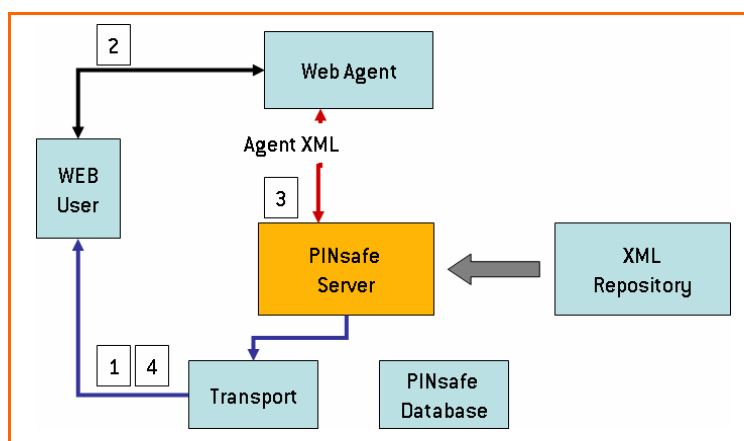 2
Web Agent
Agent XML
WEB
User
3
PINsafe
Server
XML
Repository
1 4
Transport
PINsafe
Database